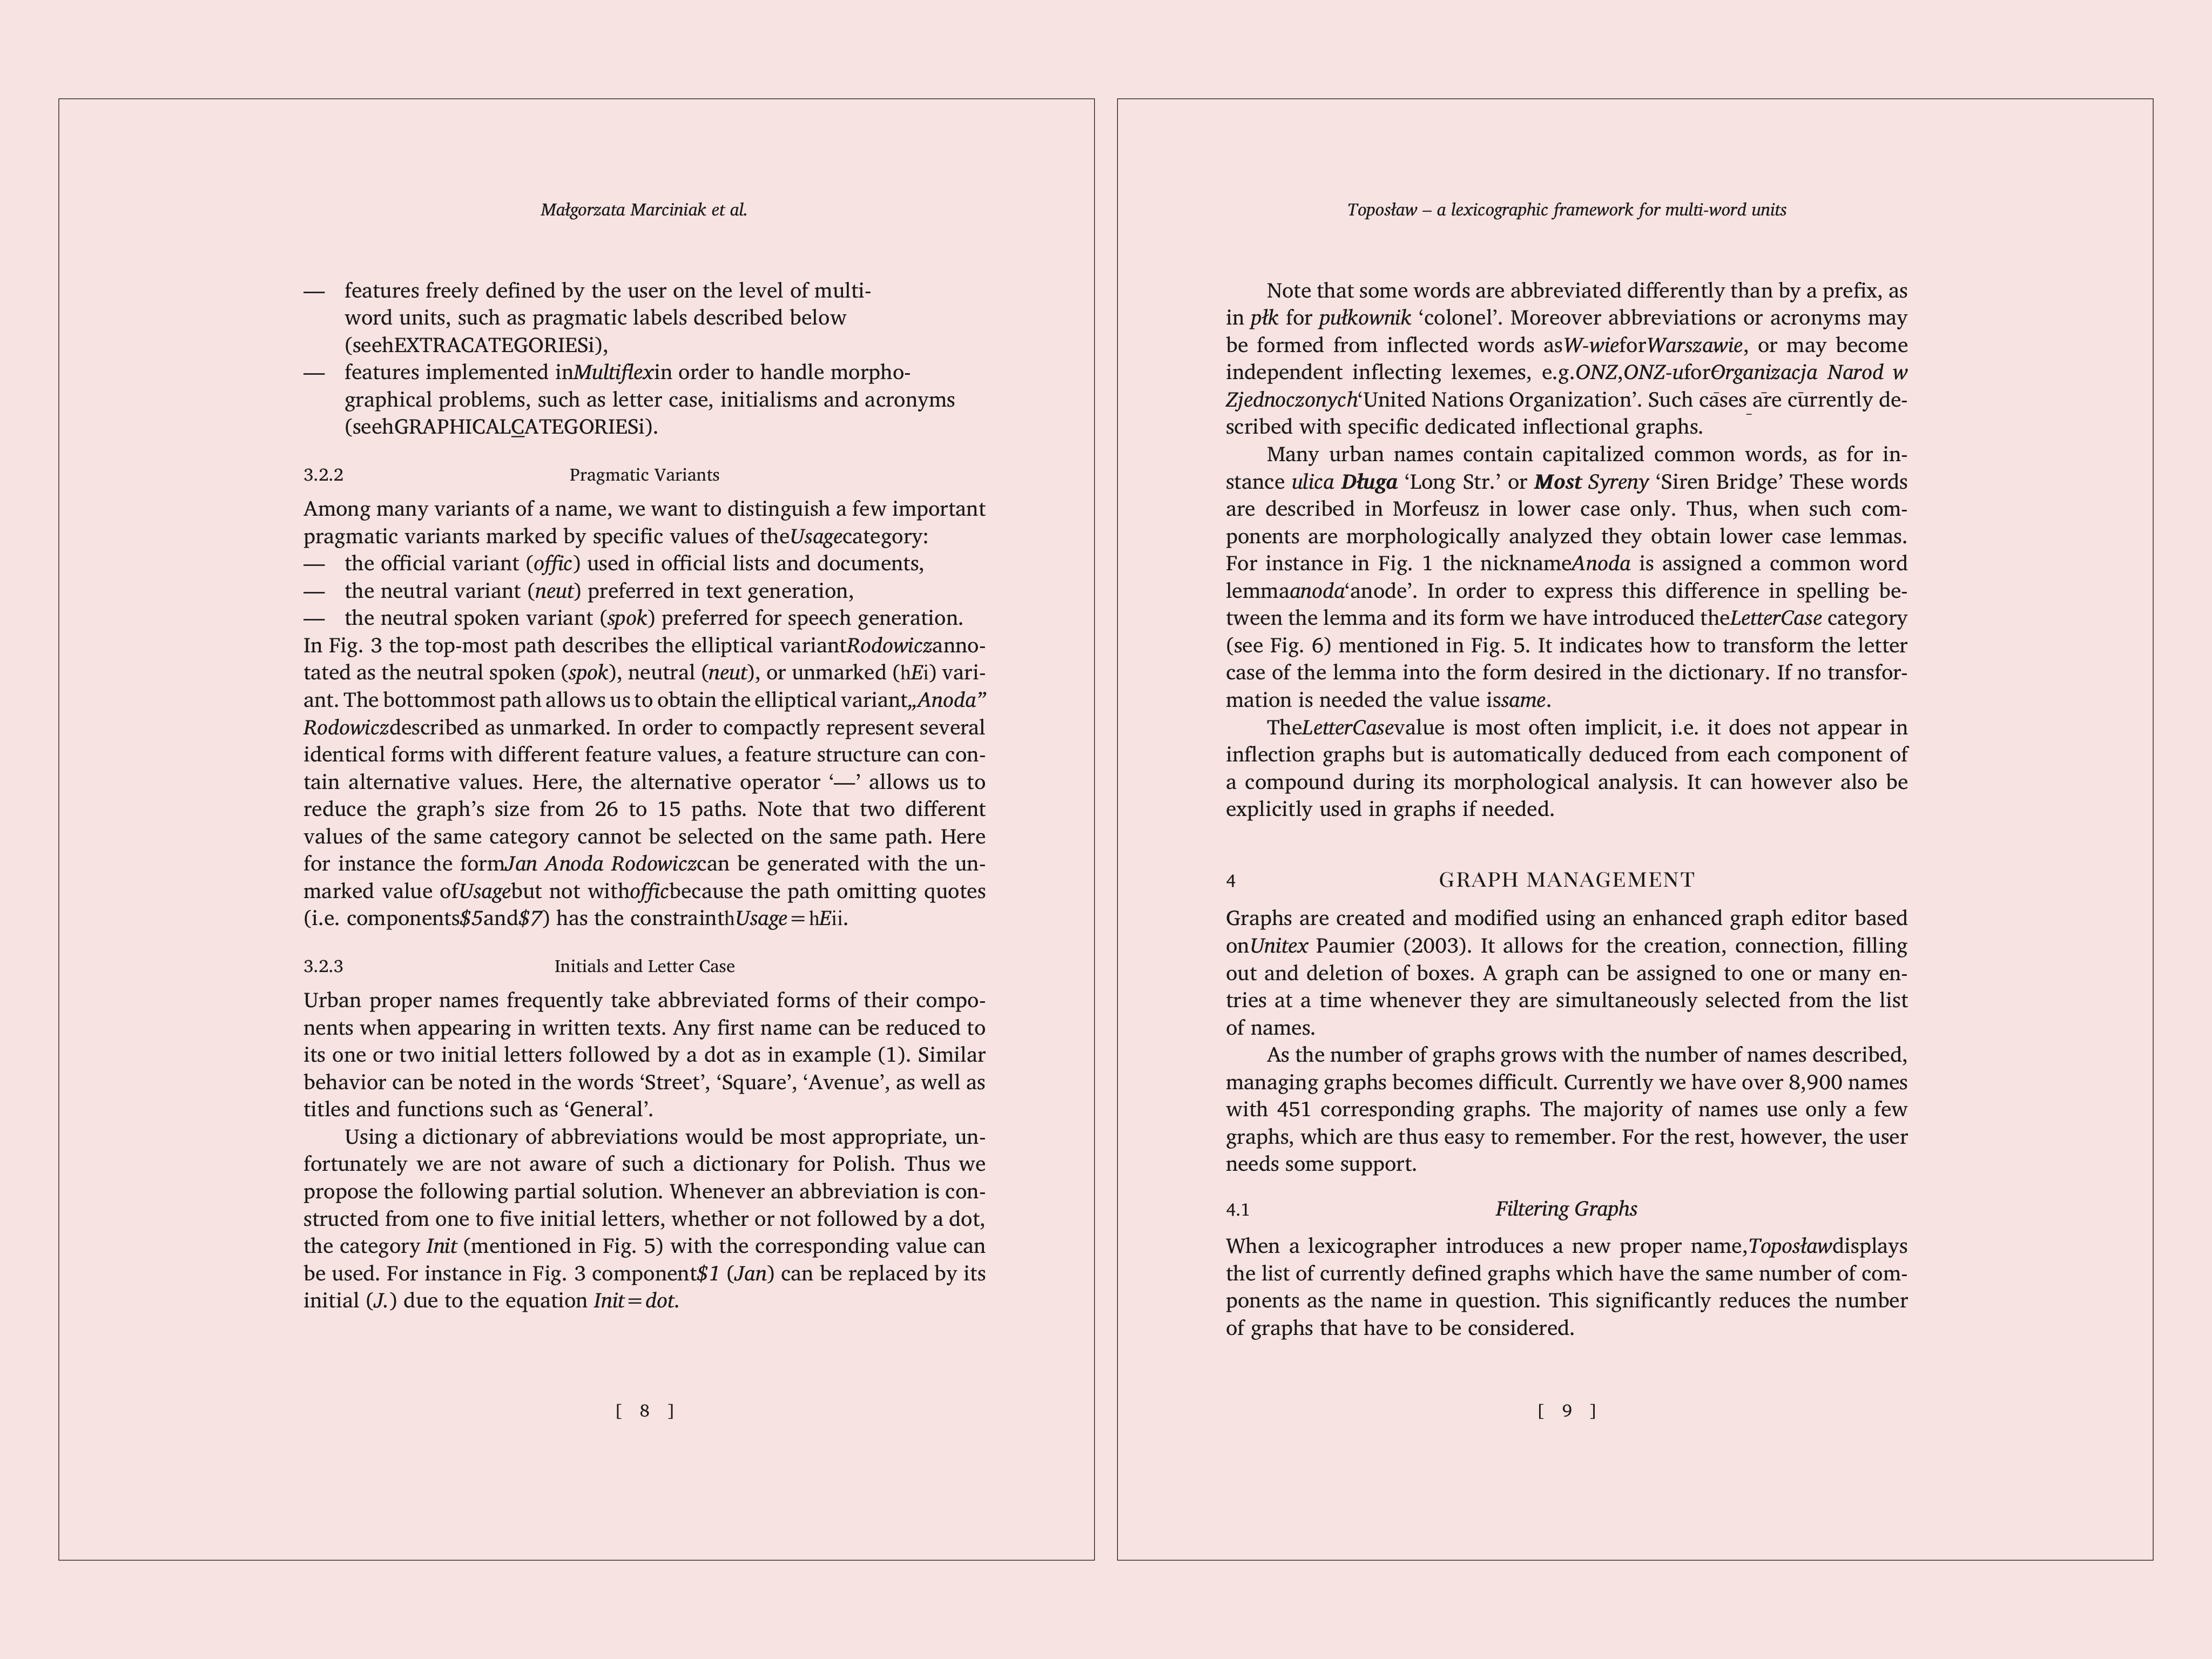 Małgorzata Marciniak et al.
— features freely defined by the user on the level of multi-
word units, such as pragmatic labels described below
(seehEXTRACATEGORIESi),
— features implemented inMultiflexin order to handle morpho-
graphical problems, such as letter case, initialisms and acronyms
(seehGRAPHICALCATEGORIESi).
3.2.2 Pragmatic Variants
Among many variants of a name, we want to distinguish a few important
pragmatic variants marked by specific values of theUsagecategory:
— the official variant (offic) used in official lists and documents,
— the neutral variant (neut) preferred in text generation,
— the neutral spoken variant (spok) preferred for speech generation.
In Fig. 3 the top-most path describes the elliptical variantRodowiczanno-
tated as the neutral spoken (spok), neutral (neut), or unmarked (hEi) vari-
ant. The bottommost path allows us to obtain the elliptical variant„Anoda”
Rodowiczdescribed as unmarked. In order to compactly represent several
identical forms with different feature values, a feature structure can con-
tain alternative values. Here, the alternative operator ‘—’ allows us to
reduce the graph’s size from 26 to 15 paths. Note that two different
values of the same category cannot be selected on the same path. Here
for instance the formJan Anoda Rodowiczcan be generated with the un-
marked value ofUsagebut not withofficbecause the path omitting quotes
(i.e. components$5and$7) has the constrainthUsage=hEii.
3.2.3 Initials and Letter Case
Urban proper names frequently take abbreviated forms of their compo-
nents when appearing in written texts. Any first name can be reduced to
its one or two initial letters followed by a dot as in example (1). Similar
behavior can be noted in the words ‘Street’, ‘Square’, ‘Avenue’, as well as
titles and functions such as ‘General’.
Using a dictionary of abbreviations would be most appropriate, un-
fortunately we are not aware of such a dictionary for Polish. Thus we
propose the following partial solution. Whenever an abbreviation is con-
structed from one to five initial letters, whether or not followed by a dot,
the category Init (mentioned in Fig. 5) with the corresponding value can
be used. For instance in Fig. 3 component$1 (Jan) can be replaced by its
initial (J.) due to the equation Init=dot.
[ 8 ]
Toposław – a lexicographic framework for multi-word units
Note that some words are abbreviated differently than by a prefix, as
in płk for pułkownik ‘colonel’. Moreover abbreviations or acronyms may
be formed from inflected words asW-wieforWarszawie, or may become
independent inflecting lexemes, e.g.ONZ,ONZ-uforOrganizacja Narod w
Zjednoczonych‘United Nations Organization’. Such cases are currently de-
scribed with specific dedicated inflectional graphs.
Many urban names contain capitalized common words, as for in-
stance ulica Długa ‘Long Str.’ or Most Syreny ‘Siren Bridge’ These words
are described in Morfeusz in lower case only. Thus, when such com-
ponents are morphologically analyzed they obtain lower case lemmas.
For instance in Fig. 1 the nicknameAnoda is assigned a common word
lemmaanoda‘anode’. In order to express this difference in spelling be-
tween the lemma and its form we have introduced theLetterCase category
(see Fig. 6) mentioned in Fig. 5. It indicates how to transform the letter
case of the lemma into the form desired in the dictionary. If no transfor-
mation is needed the value issame.
TheLetterCasevalue is most often implicit, i.e. it does not appear in
inflection graphs but is automatically deduced from each component of
a compound during its morphological analysis. It can however also be
explicitly used in graphs if needed.
4 GRAPH MANAGEMENT
Graphs are created and modified using an enhanced graph editor based
onUnitex Paumier (2003). It allows for the creation, connection, filling
out and deletion of boxes. A graph can be assigned to one or many en-
tries at a time whenever they are simultaneously selected from the list
of names.
As the number of graphs grows with the number of names described,
managing graphs becomes difficult. Currently we have over 8,900 names
with 451 corresponding graphs. The majority of names use only a few
graphs, which are thus easy to remember. For the rest, however, the user
needs some support.
4.1 Filtering Graphs
When a lexicographer introduces a new proper name,Toposławdisplays
the list of currently defined graphs which have the same number of com-
ponents as the name in question. This significantly reduces the number
of graphs that have to be considered.
[ 9 ]